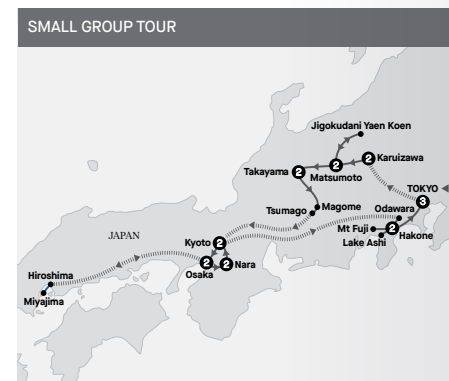 SMALL GROUP TOUR
Jigokudani Yaen Koen
2 Karuizawa
Takayama 2
2
Matsumoto
TOKYO
3
Tsumago
Magome
Odawara
JAPAN
Kyoto 2
Mt Fuji
2 Hakone
Lake Ashi
2 Nara
2
Osaka
Hiroshima
Miyajima